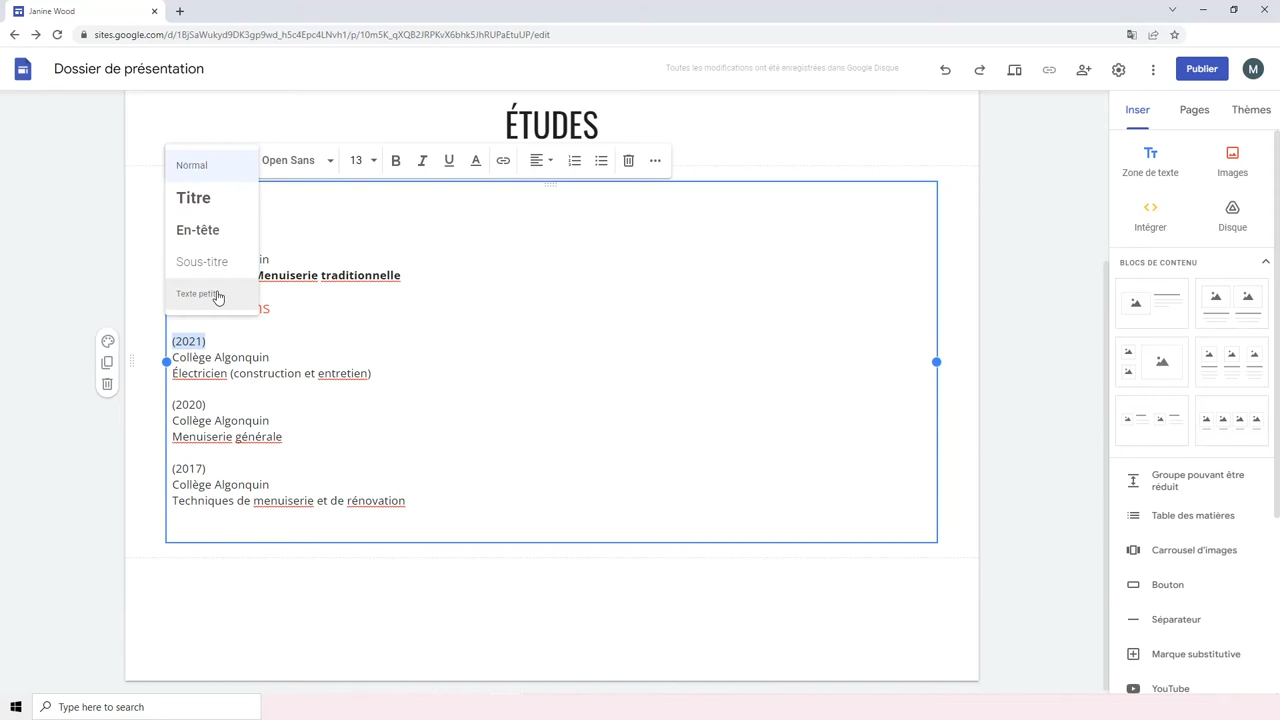 Janine Wood
sites.google.com/d/1BjSaWukyd9DK3gp9wd_h5c4Epc4LNvh1/p/10m5K_qXQB2JRPKvX6bhk5JhRUPaEtuUP/edit
Dossier de présentation
Toutes les modifications ont été enregistrées dans Google Disque
Publier
M
Inser
Pages
Thèmes
ÉTUDES
Normal
Open Sans
13
Titre
En-tête
Sous-titre
Texte petit
in
Menuiserie traditionnelle
ns
(2021)
Collège Algonquin
Électricien (construction et entretien)
(2020)
Collège Algonquin
Menuiserie générale
(2017)
Collège Algonquin
Techniques de menuiserie et de rénovation
Zone de texte
Images
Intégrer
Disque
BLOCS DE CONTENU
Groupe pouvant être
réduit
Table des matières
Carrousel d'images
Bouton
Séparateur
Marque substitutive
YouTube
Type here to search